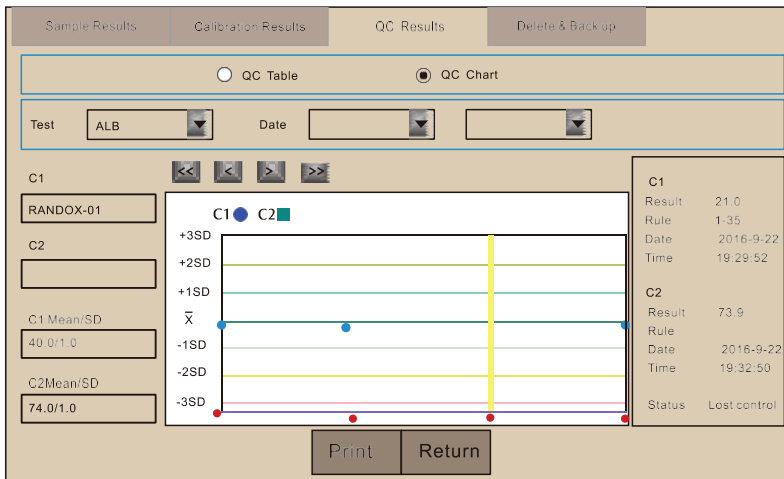 Sample Results Calibration Results QC Results Delete & Back up
QC Table QC Chart
Test ALB Date
<< < > >>
C1
RANDOX-01
C2
C1 Mean/SD
40.0/1.0
C2Mean/SD
74.0/1.0
C1 C2
+3SD
+2SD
+1SD
X̅
-1SD
-2SD
-3SD
C1
Result 21.0
Rule 1-35
Date 2016-9-22
Time 19:29:52
C2
Result 73.9
Rule
Date 2016-9-22
Time 19:32:50
Status Lost control
Print Return